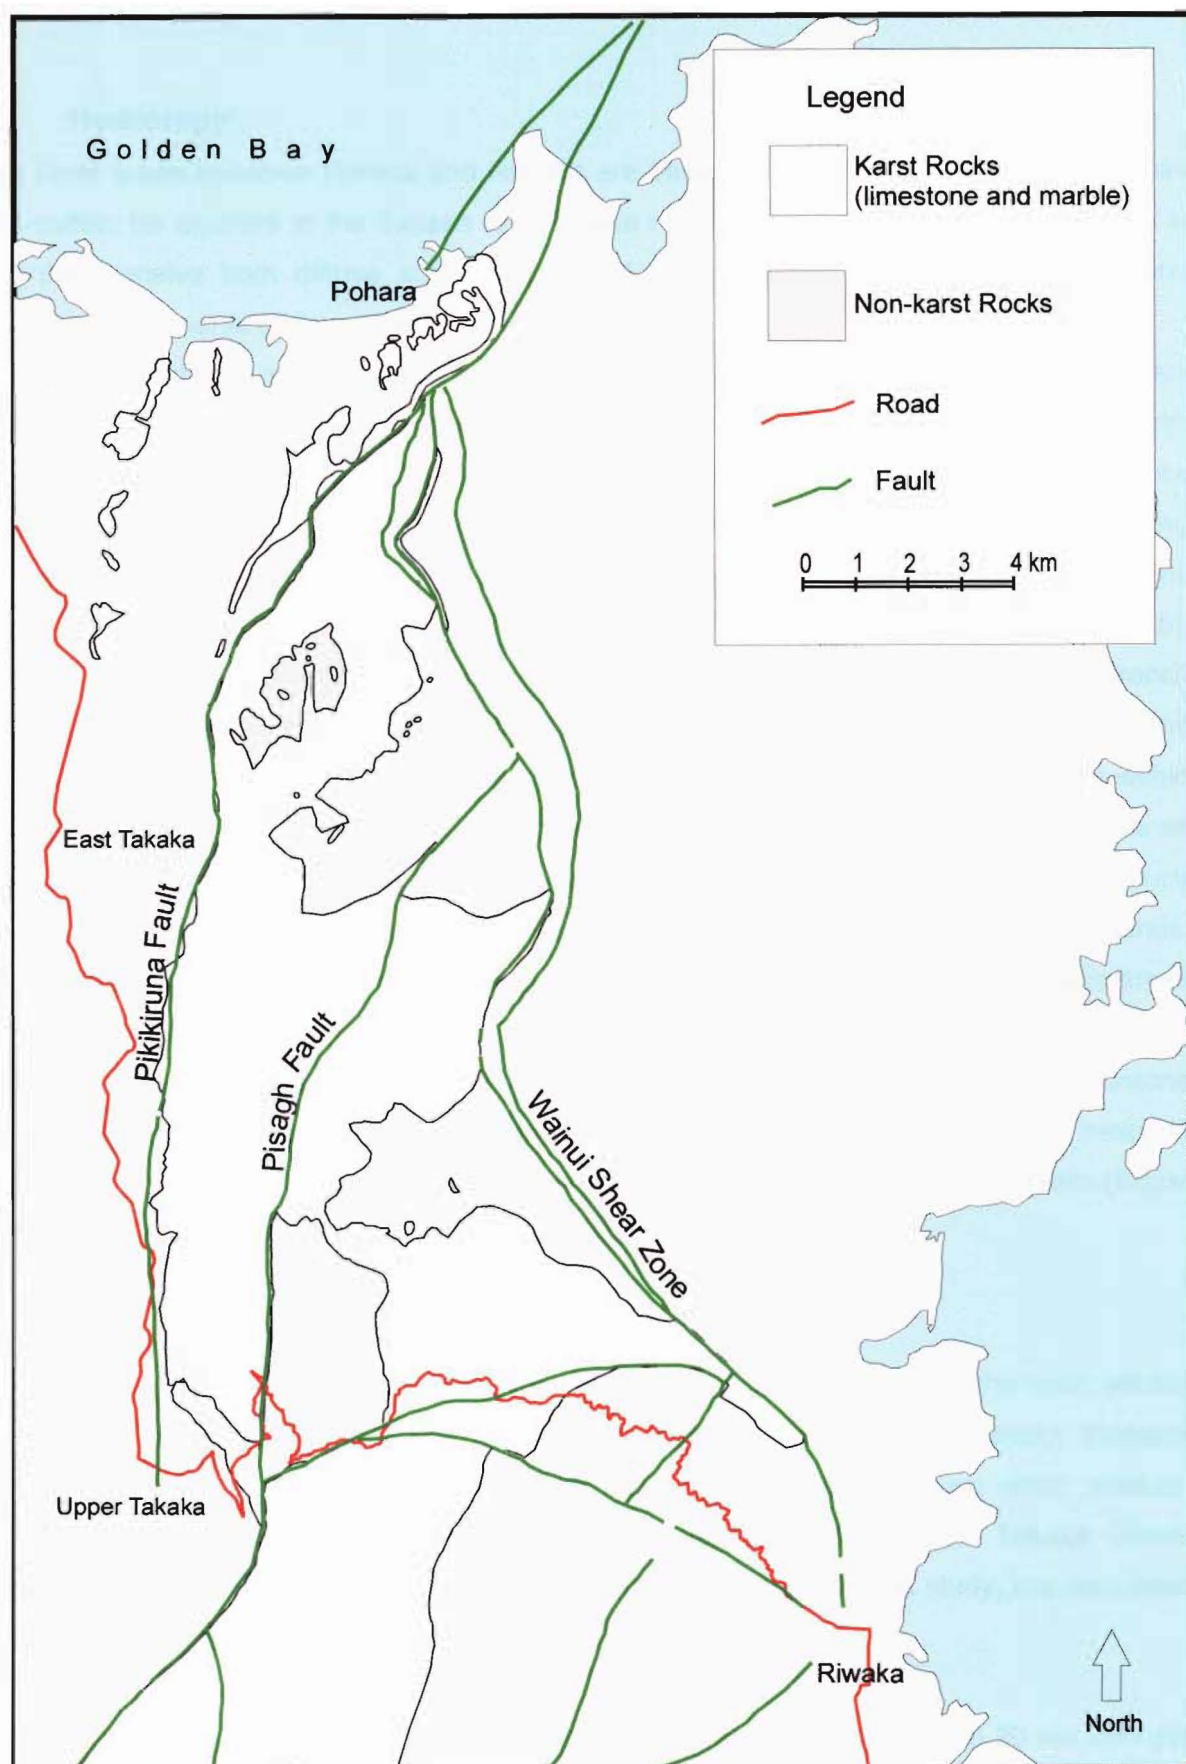 Golden Bay
Legend
Karst Rocks
(limestone and marble)
Non-karst Rocks
Road
Fault
0 1 2 3 4 km
Pohara
East Takaka
Pikikiruna Fault
Pisagh Fault
Wainui Shear Zone
Upper Takaka
Riwaka
North